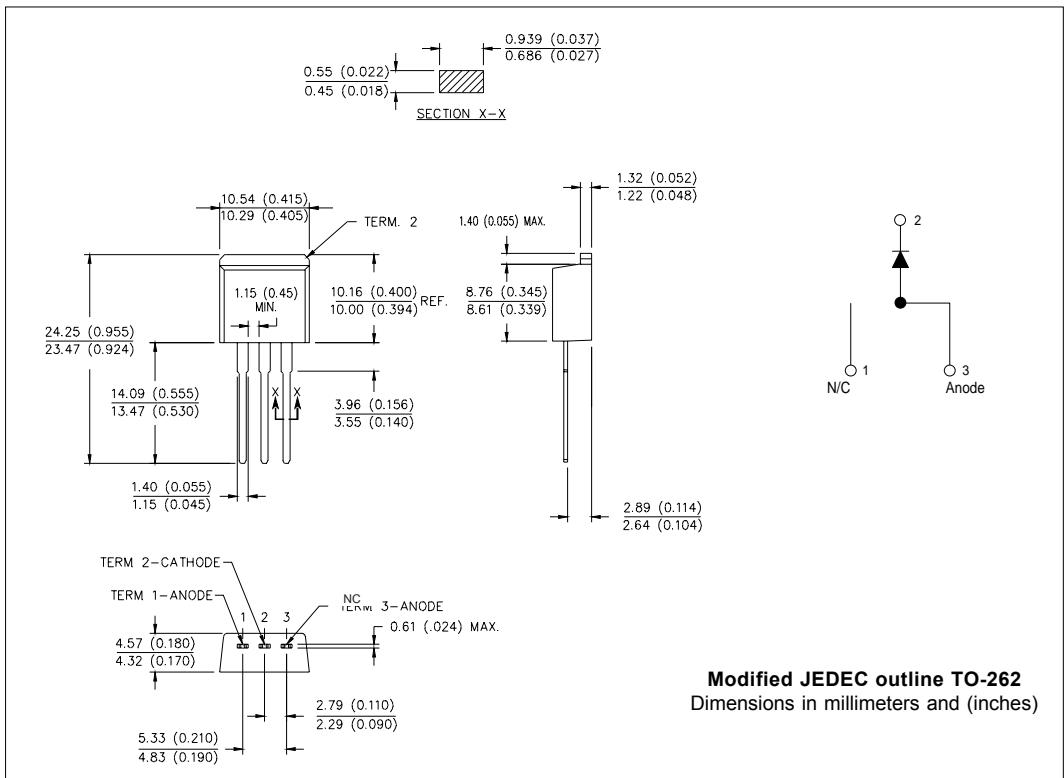 0.939 (0.037)
0.686 (0.027)
0.55 (0.022)
0.45 (0.018)
SECTION X-X
10.54 (0.415)
10.29 (0.405)
TERM. 2
1.32 (0.052)
1.22 (0.048)
1.40 (0.055) MAX.
2
1.15 (0.45)
MIN.
10.16 (0.400)
10.00 (0.394) REF.
8.76 (0.345)
8.61 (0.339)
24.25 (0.955)
23.47 (0.924)
14.09 (0.555)
13.47 (0.530)
X X
3.96 (0.156)
3.55 (0.140)
1
N/C
3
Anode
1.40 (0.055)
1.15 (0.045)
2.89 (0.114)
2.64 (0.104)
TERM 2-CATHODE
TERM 1-ANODE
NC
TERM 3-ANODE
1 2 3
0.61 (.024) MAX.
4.57 (0.180)
4.32 (0.170)
2.79 (0.110)
2.29 (0.090)
5.33 (0.210)
4.83 (0.190)
Modified JEDEC outline TO-262
Dimensions in millimeters and (inches)